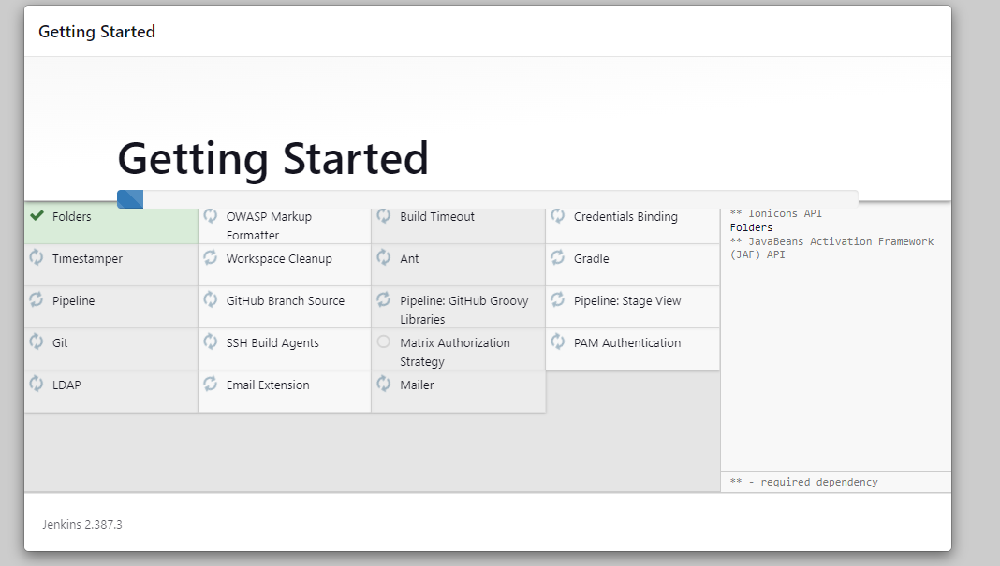 Getting Started
Getting Started
Folders
OWASP Markup
Formatter
Build Timeout
Credentials Binding
Timestamper
Workspace Cleanup
Ant
Gradle
Pipeline
GitHub Branch Source
Pipeline: GitHub Groovy
Libraries
Pipeline: Stage View
Git
SSH Build Agents
Matrix Authorization
Strategy
PAM Authentication
LDAP
Email Extension
Mailer
** Ionicons API
Folders
** JavaBeans Activation Framework
(JAF) API
** - required dependency
Jenkins 2.387.3